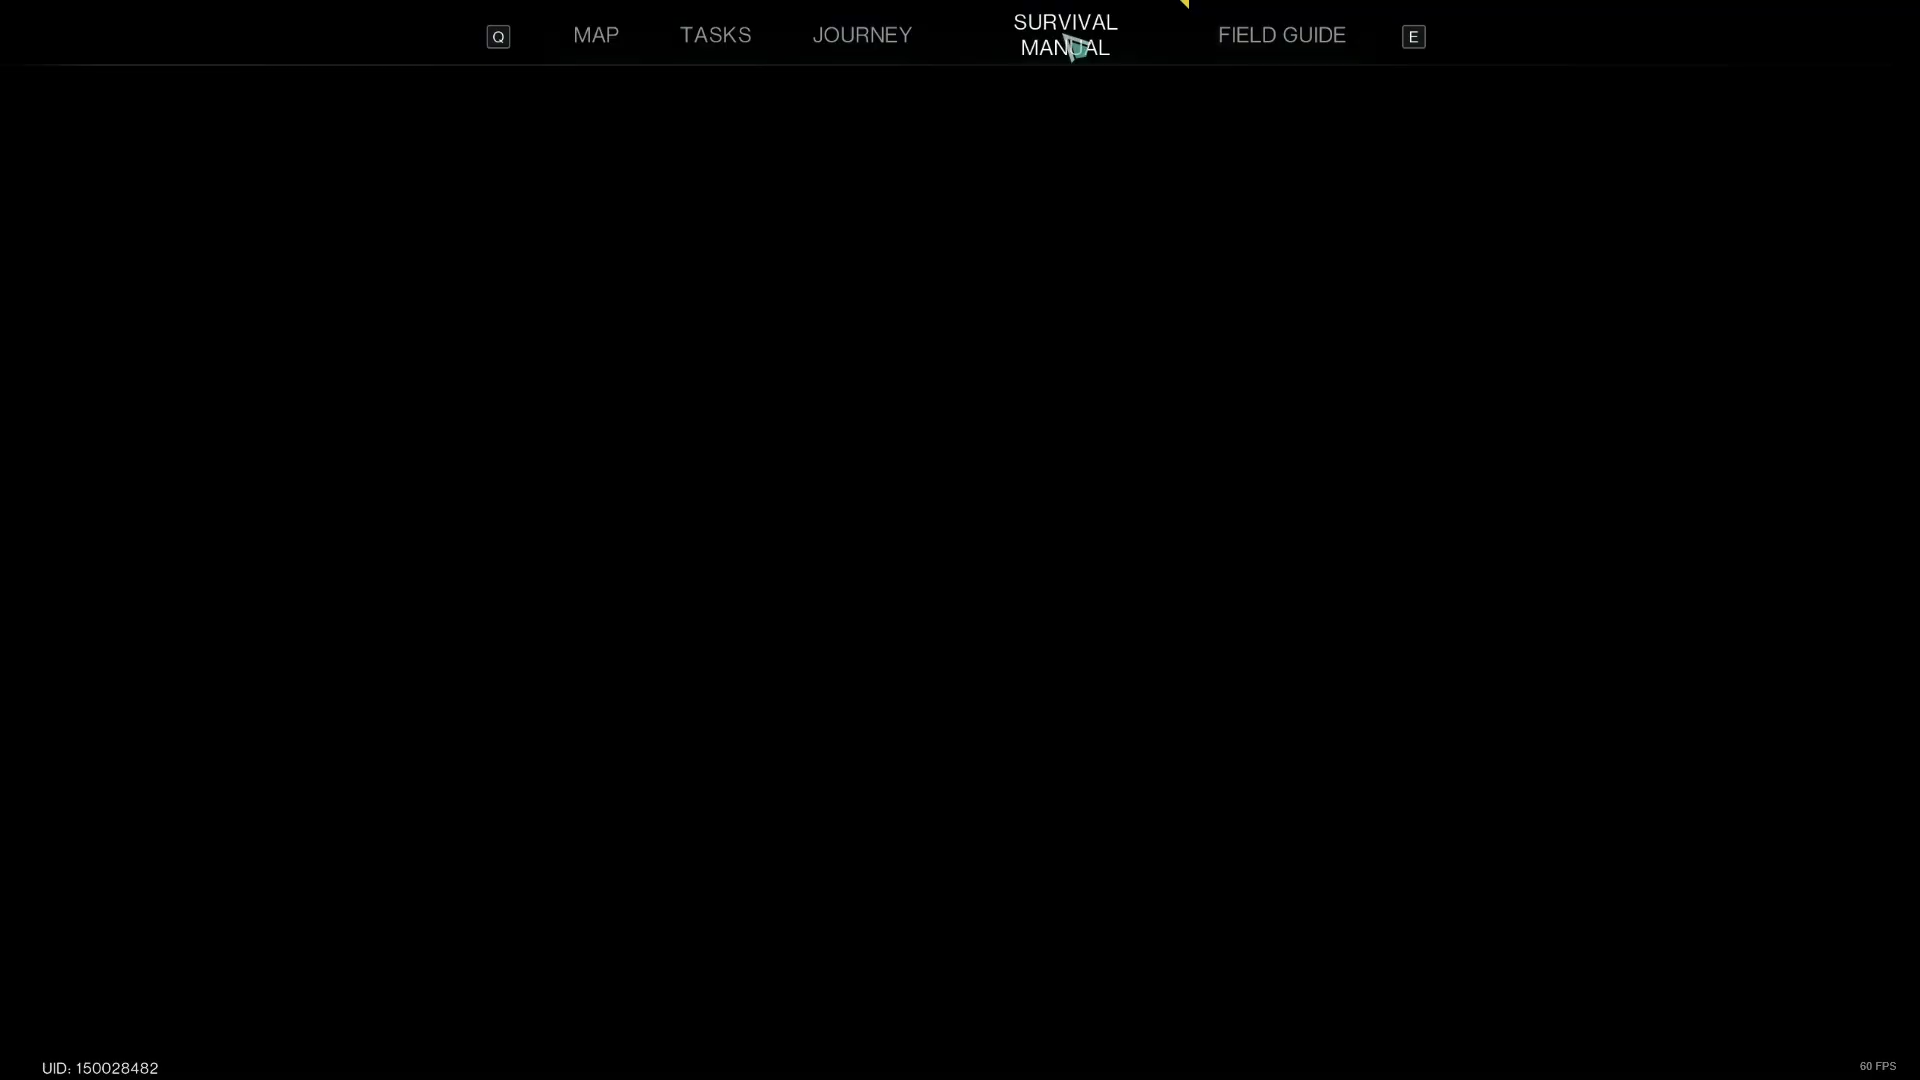 Q
MAP
TASKS
JOURNEY
SURVIVAL
MANUAL
FIELD GUIDE
E
UID: 150028482
60 FPS